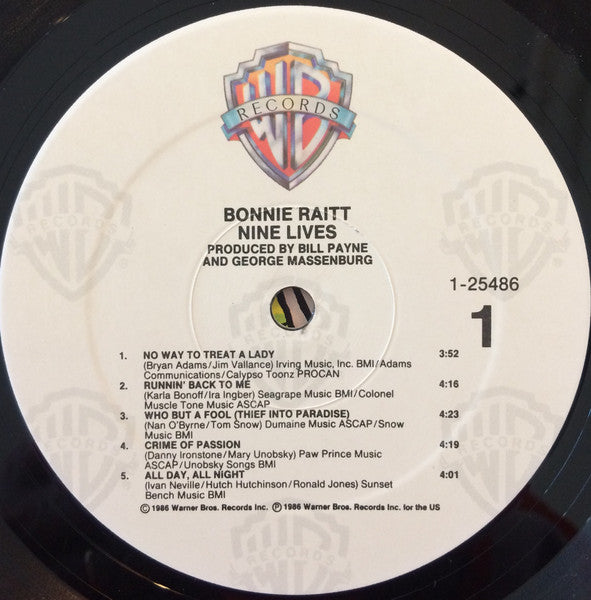 WB
RECORDS
BONNIE RAITT
NINE LIVES
PRODUCED BY BILL PAYNE
AND GEORGE MASSENBURG
1-25486
1
1. NO WAY TO TREAT A LADY 3:52
(Bryan Adams/Jim Vallance) Irving Music, Inc. BMI/Adams
Communications/Calypso Toonz PROCAN
2. RUNNIN' BACK TO ME 4:16
(Karla Bonoff/Ira Ingber) Seagrape Music BMI/Colonel
Muscle Tone Music ASCAP
3. WHO BUT A FOOL (THIEF INTO PARADISE) 4:23
(Nan O'Byrne/Tom Snow) Dumaine Music ASCAP/Snow
Music BMI
4. CRIME OF PASSION 4:19
(Danny Ironstone/Mary Unobsky) Paw Prince Music
ASCAP/Unobsky Songs BMI
5. ALL DAY, ALL NIGHT 4:01
(Ivan Neville/Hutch Hutchinson/Ronald Jones) Sunset
Bench Music BMI
© 1986 Warner Bros. Records Inc. ℗ 1986 Warner Bros. Records Inc. for the US